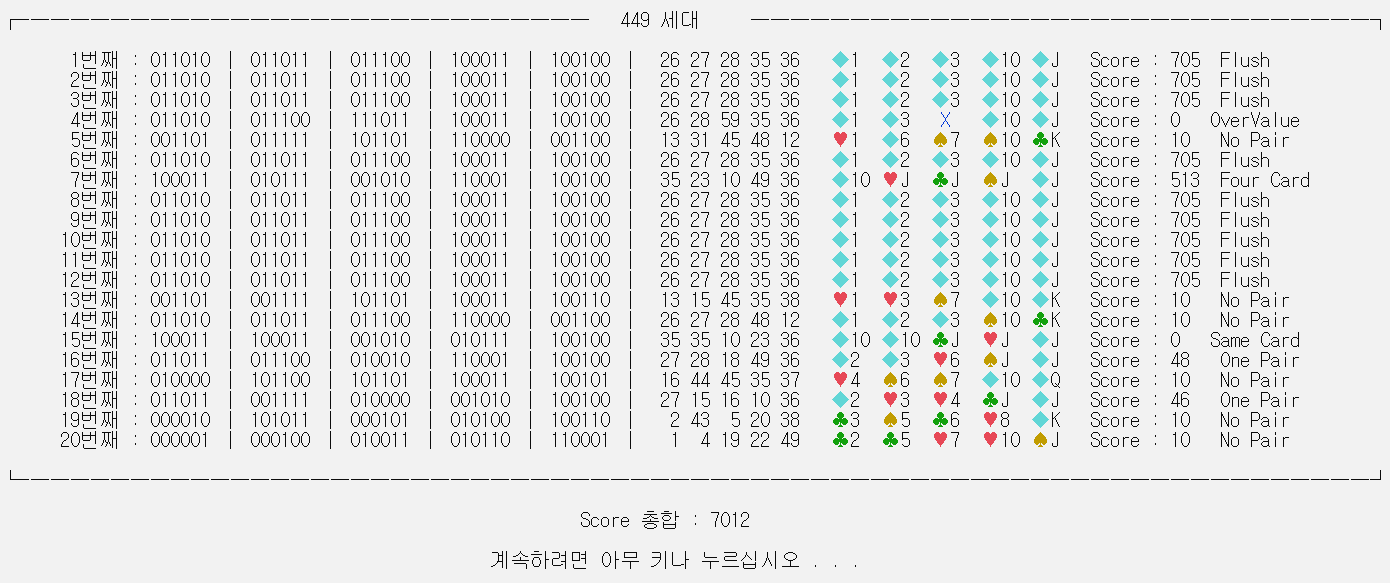 449 세대
1번째 : 011010 | 011011 | 011100 | 100011 | 100100 | 26 27 28 35 36 ◆1 ◆2 ◆3 ◆10 ◆J Score : 705 Flush
2번째 : 011010 | 011011 | 011100 | 100011 | 100100 | 26 27 28 35 36 ◆1 ◆2 ◆3 ◆10 ◆J Score : 705 Flush
3번째 : 011010 | 011011 | 011100 | 100011 | 100100 | 26 27 28 35 36 ◆1 ◆2 ◆3 ◆10 ◆J Score : 705 Flush
4번째 : 011010 | 011100 | 111011 | 100011 | 100100 | 26 28 59 35 36 ◆1 ◆3 X ◆10 ◆J Score : 0 OverValue
5번째 : 001101 | 011111 | 101101 | 110000 | 001100 | 13 31 45 48 12 ♥1 ◆6 ♠7 ♠10 ♣K Score : 10 No Pair
6번째 : 011010 | 011011 | 011100 | 100011 | 100100 | 26 27 28 35 36 ◆1 ◆2 ◆3 ◆10 ◆J Score : 705 Flush
7번째 : 100011 | 010111 | 001010 | 110001 | 100100 | 35 23 10 49 36 ◆10 ♥J ♣J ♠J ◆J Score : 513 Four Card
8번째 : 011010 | 011011 | 011100 | 100011 | 100100 | 26 27 28 35 36 ◆1 ◆2 ◆3 ◆10 ◆J Score : 705 Flush
9번째 : 011010 | 011011 | 011100 | 100011 | 100100 | 26 27 28 35 36 ◆1 ◆2 ◆3 ◆10 ◆J Score : 705 Flush
10번째 : 011010 | 011011 | 011100 | 100011 | 100100 | 26 27 28 35 36 ◆1 ◆2 ◆3 ◆10 ◆J Score : 705 Flush
11번째 : 011010 | 011011 | 011100 | 100011 | 100100 | 26 27 28 35 36 ◆1 ◆2 ◆3 ◆10 ◆J Score : 705 Flush
12번째 : 011010 | 011011 | 011100 | 100011 | 100100 | 26 27 28 35 36 ◆1 ◆2 ◆3 ◆10 ◆J Score : 705 Flush
13번째 : 001101 | 001111 | 101101 | 100011 | 100110 | 13 15 45 35 38 ♥1 ♥3 ♠7 ◆10 ◆K Score : 10 No Pair
14번째 : 011010 | 011011 | 011100 | 110000 | 001100 | 26 27 28 48 12 ◆1 ◆2 ◆3 ♠10 ♣K Score : 10 No Pair
15번째 : 100011 | 100011 | 001010 | 010111 | 100100 | 35 35 10 23 36 ◆10 ◆10 ♣J ♥J ◆J Score : 0 Same Card
16번째 : 011011 | 011100 | 010010 | 110001 | 100100 | 27 28 18 49 36 ◆2 ◆3 ♥6 ♠J ◆J Score : 48 One Pair
17번째 : 010000 | 101100 | 101101 | 100011 | 100101 | 16 44 45 35 37 ♥4 ♠6 ♠7 ◆10 ◆Q Score : 10 No Pair
18번째 : 011011 | 001111 | 010000 | 001010 | 100100 | 27 15 16 10 36 ◆2 ♥3 ♥4 ♣J ◆J Score : 46 One Pair
19번째 : 000010 | 101011 | 000101 | 010100 | 100110 | 2 43 5 20 38 ♣3 ♠5 ♣6 ♥8 ◆K Score : 10 No Pair
20번째 : 000001 | 000100 | 010011 | 010110 | 110001 | 1 4 19 22 49 ♣2 ♣5 ♥7 ♥10 ♠J Score : 10 No Pair
Score 총합 : 7012
계속하려면 아무 키나 누르십시오 . . .